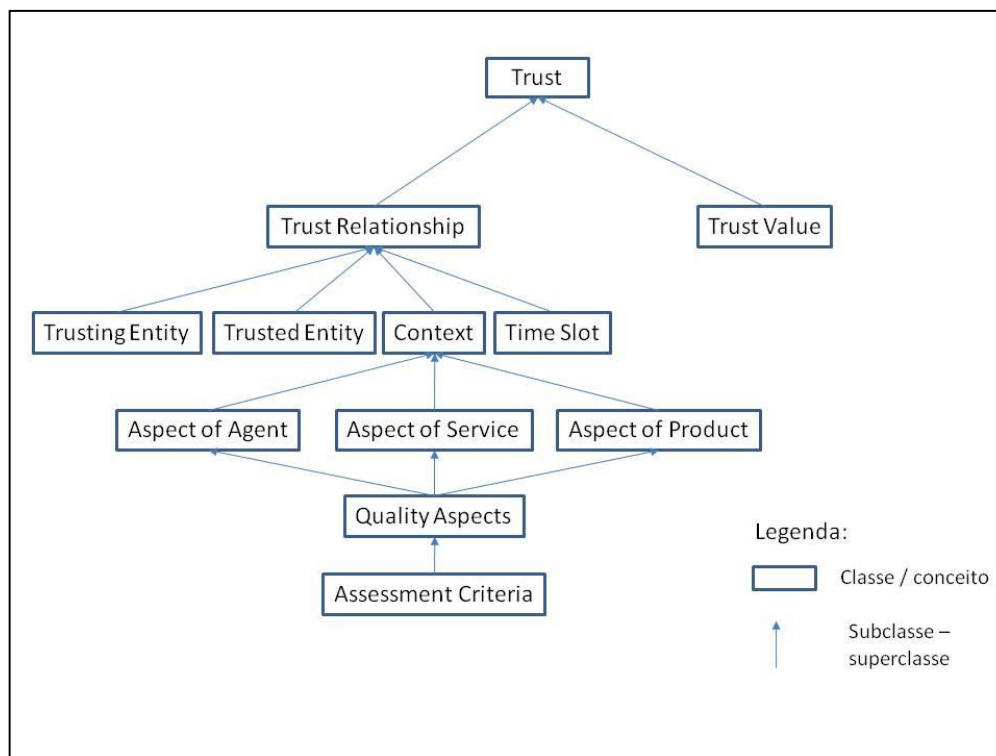 Trust
Trust Relationship
Trust Value
Trusting Entity
Trusted Entity
Context
Time Slot
Aspect of Agent
Aspect of Service
Aspect of Product
Quality Aspects
Assessment Criteria
Legenda:
Classe / conceito
Subclasse –
superclasse